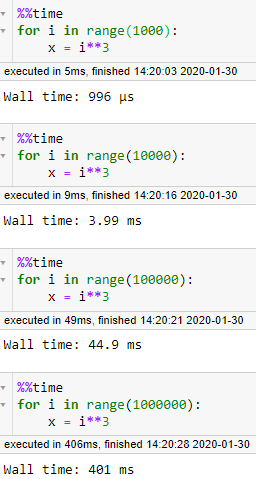 %%time
for i in range(1000):
    x = i**3
executed in 5ms, finished 14:20:03 2020-01-30
Wall time: 996 µs
%%time
for i in range(10000):
    x = i**3
executed in 9ms, finished 14:20:16 2020-01-30
Wall time: 3.99 ms
%%time
for i in range(100000):
    x = i**3
executed in 49ms, finished 14:20:21 2020-01-30
Wall time: 44.9 ms
%%time
for i in range(1000000):
    x = i**3
executed in 406ms, finished 14:20:28 2020-01-30
Wall time: 401 ms